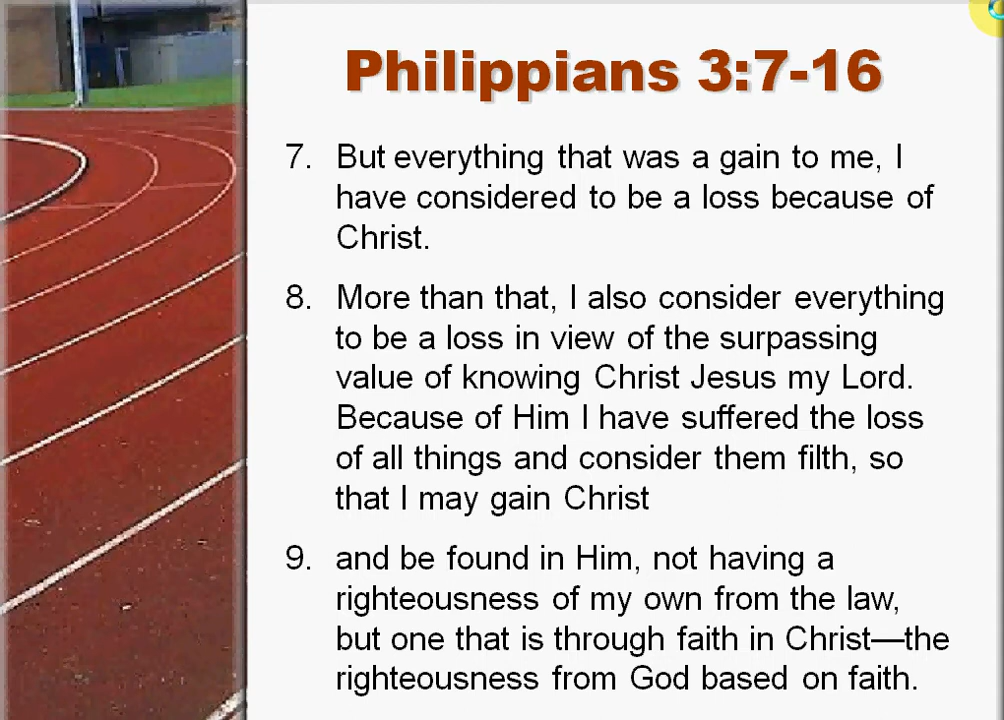 Philippians 3:7-16
7. But everything that was a gain to me, I
have considered to be a loss because of
Christ.
8. More than that, I also consider everything
to be a loss in view of the surpassing
value of knowing Christ Jesus my Lord.
Because of Him I have suffered the loss
of all things and consider them filth, so
that I may gain Christ
9. and be found in Him, not having a
righteousness of my own from the law,
but one that is through faith in Christ—the
righteousness from God based on faith.